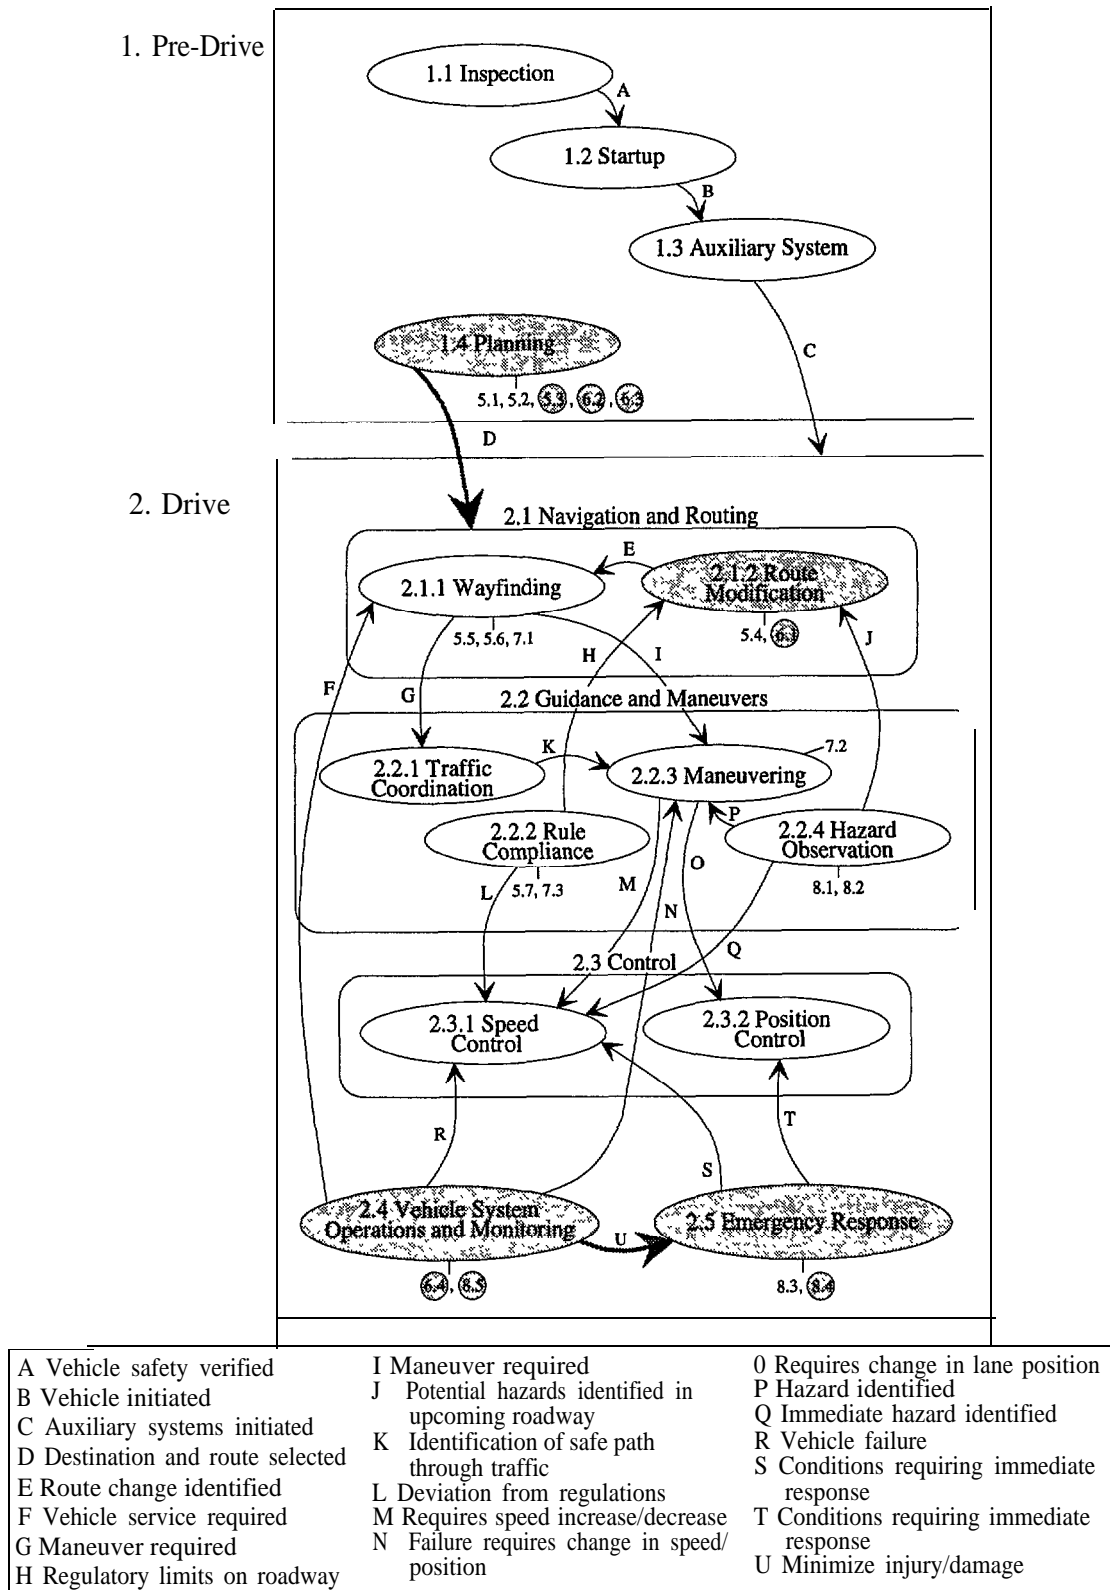 1. Pre-Drive
1.1 Inspection
A
1.2 Startup
B
1.3 Auxiliary System
C
1.4 Planning
5.1, 5.2, 5.3, 6.2, 6.3
D
2. Drive
2.1 Navigation and Routing
E
2.1.1 Wayfinding
2.1.2 Route
Modification
5.5, 5.6, 7.1
5.4, 6.1
H
I
J
F
G
2.2 Guidance and Maneuvers
K
7.2
2.2.1 Traffic
Coordination
2.2.3 Maneuvering
P
2.2.2 Rule
Compliance
2.2.4 Hazard
Observation
O
L
5.7, 7.3
M
8.1, 8.2
N
Q
2.3 Control
2.3.1 Speed
Control
2.3.2 Position
Control
R
T
S
2.4 Vehicle System
Operations and Monitoring
U
2.5 Emergency Response
6.4, 8.5
8.3, 8.4
A Vehicle safety verified
B Vehicle initiated
C Auxiliary systems initiated
D Destination and route selected
E Route change identified
F Vehicle service required
G Maneuver required
H Regulatory limits on roadway
I Maneuver required
J Potential hazards identified in
upcoming roadway
K Identification of safe path
through traffic
L Deviation from regulations
M Requires speed increase/decrease
N Failure requires change in speed/
position
0 Requires change in lane position
P Hazard identified
Q Immediate hazard identified
R Vehicle failure
S Conditions requiring immediate
response
T Conditions requiring immediate
response
U Minimize injury/damage